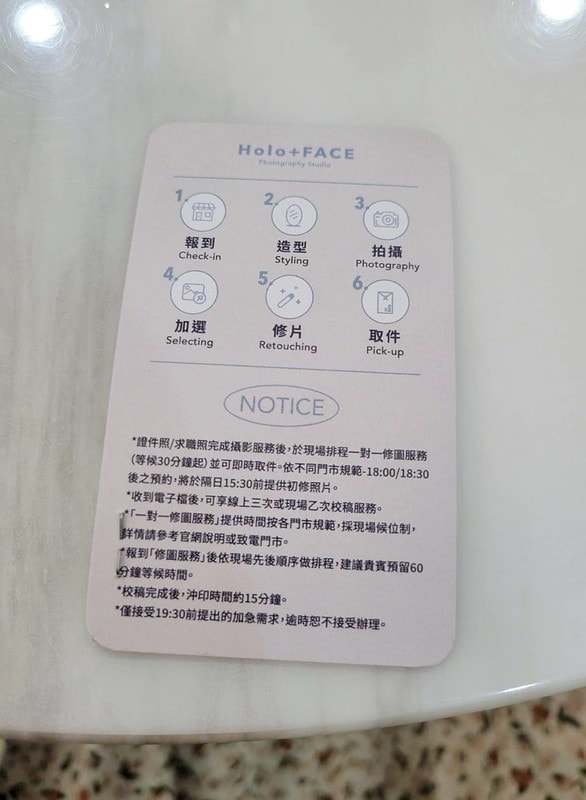 Holo+FACE
Photography Studio
1. 2. 3.
報到 造型 拍攝
Check-in Styling Photography
4. 5. 6.
加選 修片 取件
Selecting Retouching Pick-up
NOTICE
*證件照/求職照完成攝影服務後，於現場排程一對一修圖服務
（等候30分鐘起）並可即時取件。依不同門市規範-18:00/18:30
後之預約，將於隔日15:30前提供初修照片。
*收到電子檔後，可享線上三次或現場乙次校稿服務。
*「一對一修圖服務」提供時間按各門市規範，採現場候位制，
詳情請參考官網說明或致電門市。
*報到「修圖服務」後依現場先後順序做排程，建議貴賓預留60
分鐘等候時間。
*校稿完成後，沖印時間約15分鐘。
*僅接受19:30前提出的加急需求，逾時恕不接受辦理。